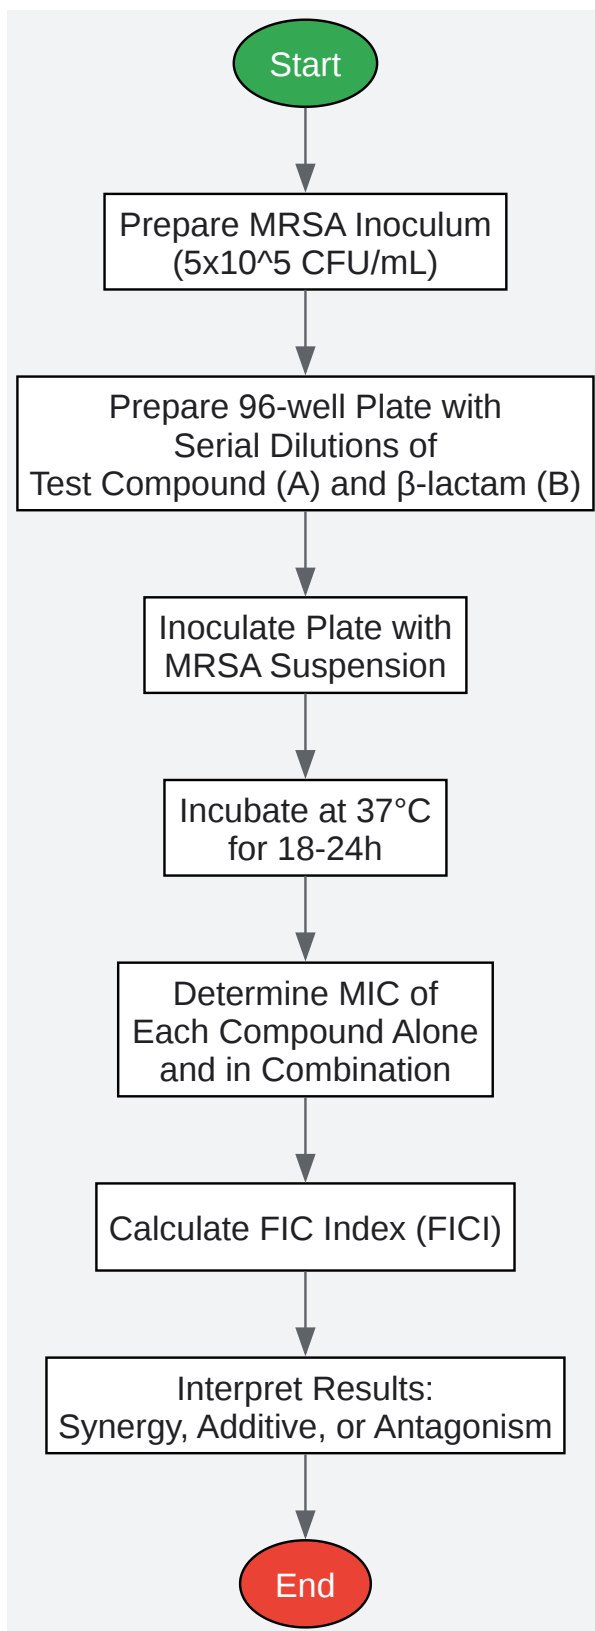 Start
Prepare MRSA Inoculum
(5x10^5 CFU/mL)
Prepare 96-well Plate with
Serial Dilutions of
Test Compound (A) and β-lactam (B)
Inoculate Plate with
MRSA Suspension
Incubate at 37°C
for 18-24h
Determine MIC of
Each Compound Alone
and in Combination
Calculate FIC Index (FICI)
Interpret Results:
Synergy, Additive, or Antagonism
End